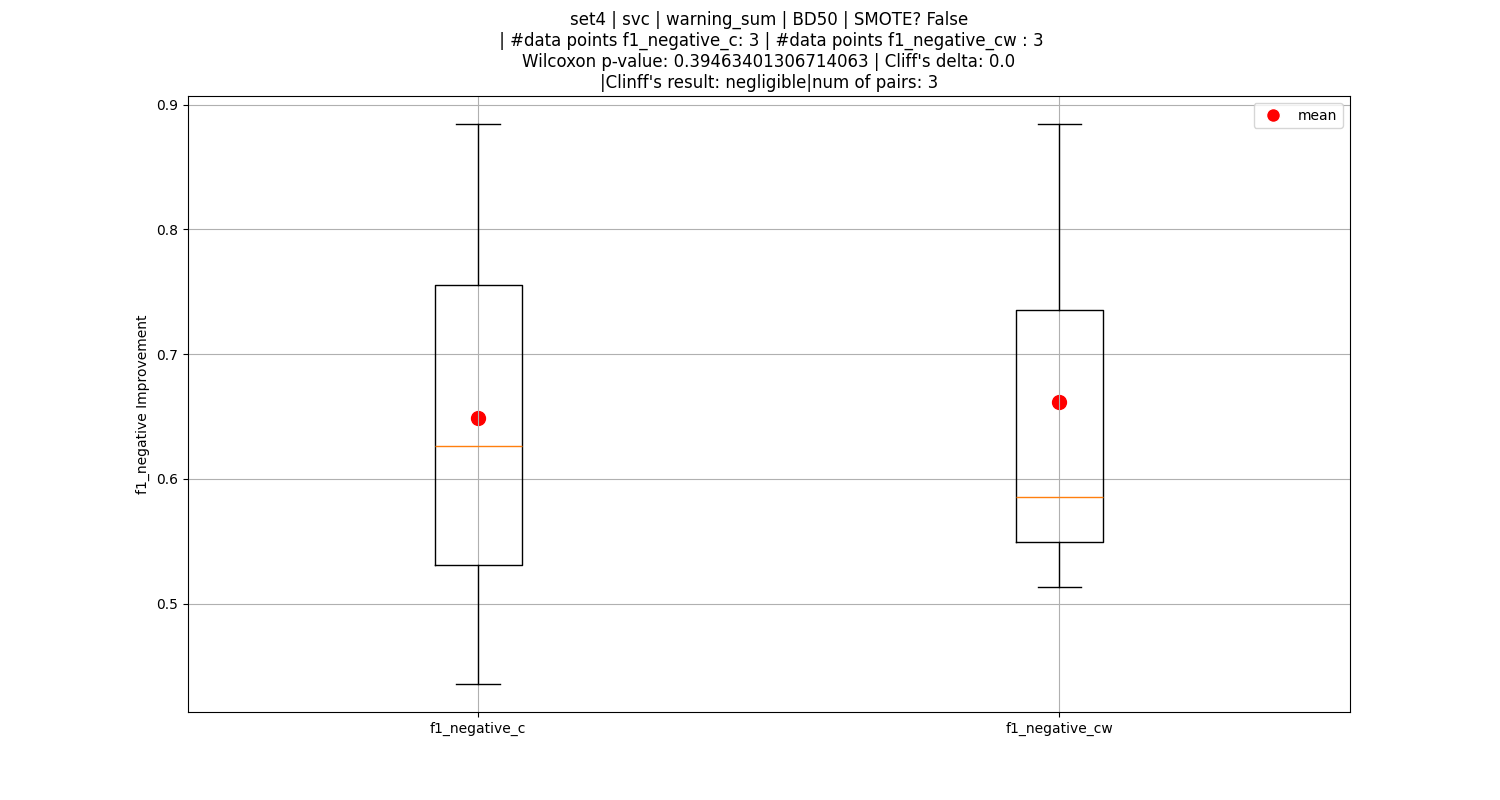 set4 | svc | warning_sum | BD50 | SMOTE? False
| #data points f1_negative_c: 3 | #data points f1_negative_cw : 3
Wilcoxon p-value: 0.39463401306714063 | Cliff's delta: 0.0
|Clinff's result: negligible|num of pairs: 3
mean
0.9
0.8
0.7
0.6
0.5
f1_negative Improvement
f1_negative_c
f1_negative_cw